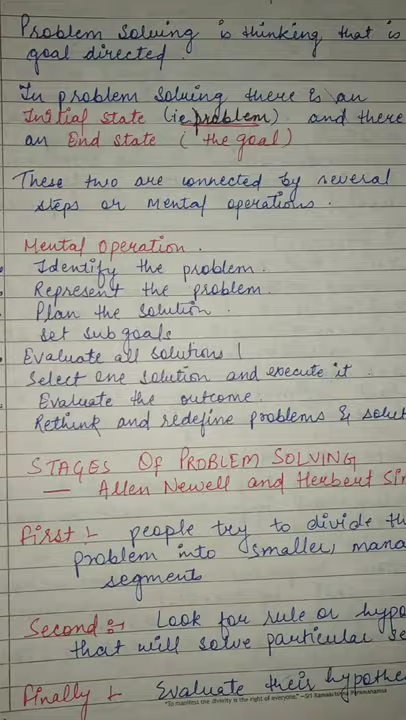 Problem Solving is thinking that is
goal directed.
In problem solving there is an
Initial State (ie problem) and there
an End State ( the goal)
These two are connected by several
steps or mental operations.
Mental Operation.
Identify the problem.
Represent the problem.
Plan the solution.
Set sub goals
Evaluate all solutions
Select one solution and execute it.
Evaluate the outcome.
Rethink and redefine problems & solut
STAGES OF PROBLEM SOLVING
— Allen Newell and Herbert Sim
First :- people try to divide the
problem into smaller, mana
segments
Second :- Look for rule or hypo
that will solve particular se
Finally :- Evaluate their hypothe
"To manifest the divinity is the right of everyone." —Sri Ramakrishna Paramahamsa